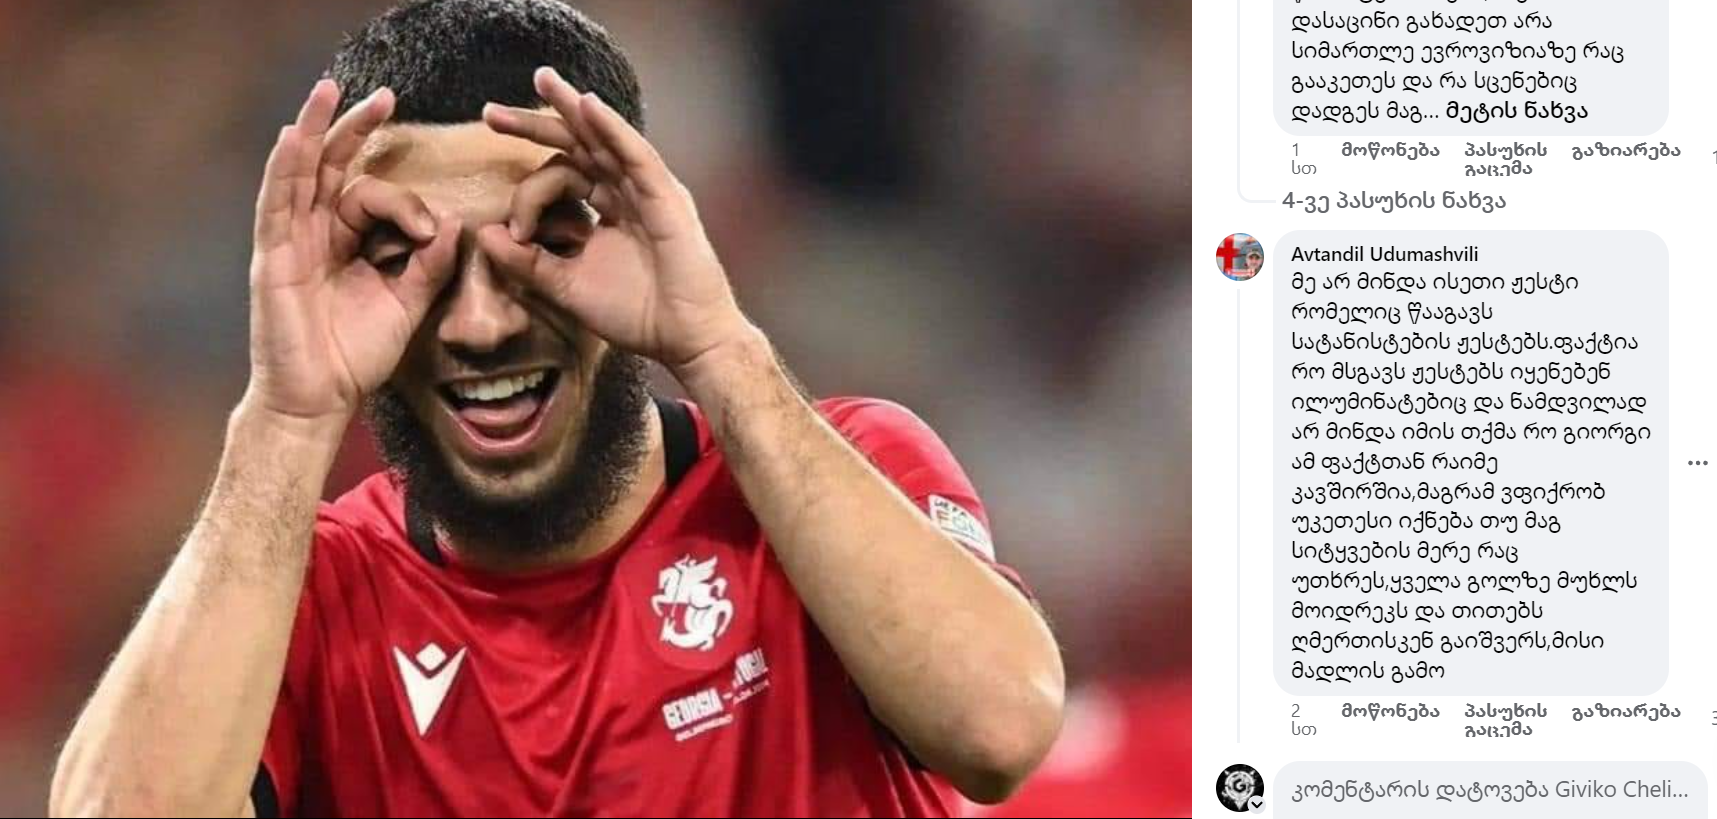 GEORGIA
დასაცინი გახადეთ არა
სიმართლე ევროვიზიაზე რაც
გააკეთეს და რა სცენებიც
დადგეს მაგ... მეტის ნახვა
1 სთ მოწონება პასუხის გაცემა გაზიარება
4-ვე პასუხის ნახვა
Avtandil Udumashvili
მე არ მინდა ისეთი ჟესტი
რომელიც წააგავს
სატანისტების ჟესტებს.ფაქტია
რო მსგავს ჟესტებს იყენებენ
ილუმინატებიც და ნამდვილად
არ მინდა იმის თქმა რო გიორგი
ამ ფაქტთან რაიმე
კავშირშია,მაგრამ ვფიქრობ
უკეთესი იქნება თუ მაგ
სიტყვების მერე რაც
უთხრეს,ყველა გოლზე მუხლს
მოიდრეკს და თითებს
ღმერთისკენ გაიშვერს,მისი
მადლის გამო
2 სთ მოწონება პასუხის გაცემა გაზიარება
კომენტარის დატოვება Giviko Cheli...